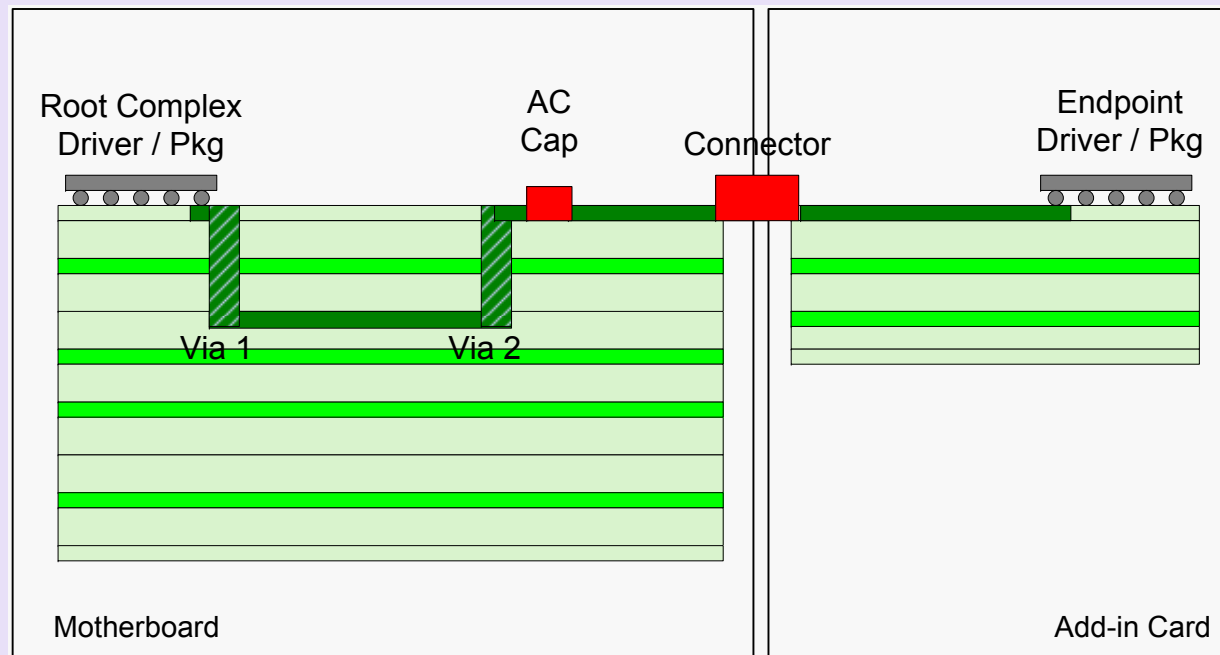 Root Complex
Driver / Pkg
AC
Cap
Connector
Endpoint
Driver / Pkg
Via 1
Via 2
Motherboard
Add-in Card